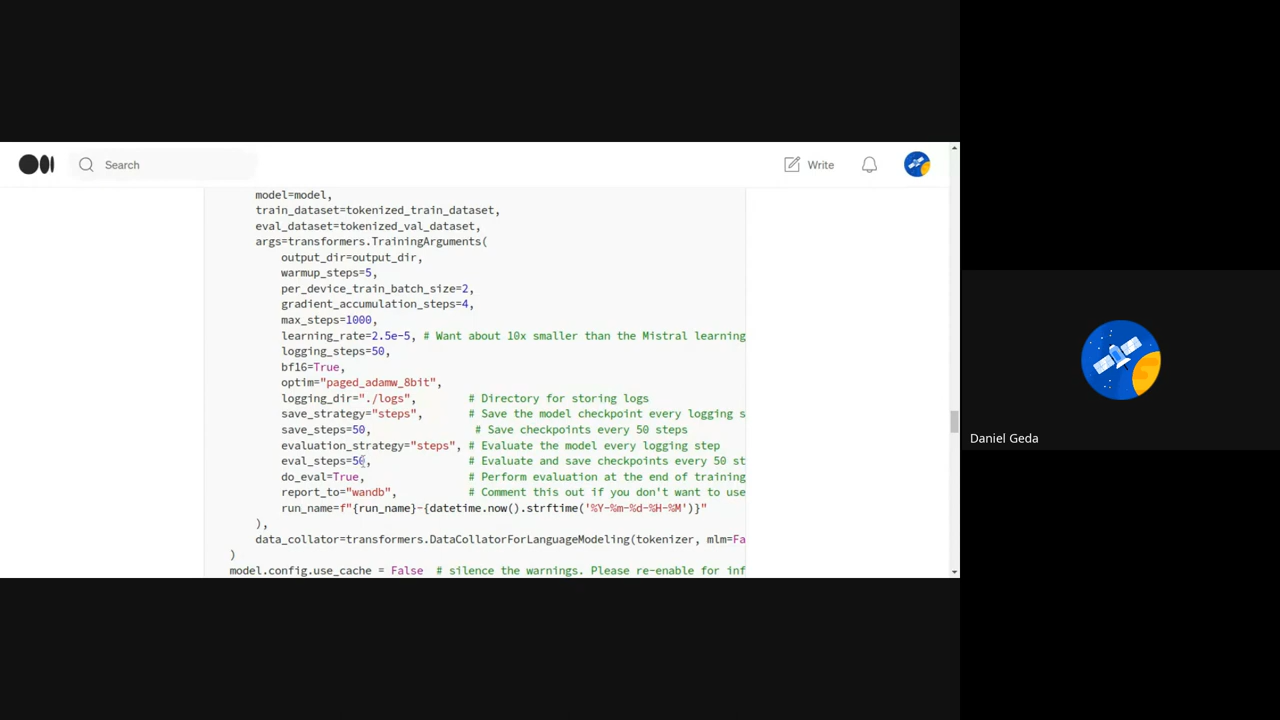 Search
Write
model=model,
train_dataset=tokenized_train_dataset,
eval_dataset=tokenized_val_dataset,
args=transformers.TrainingArguments(
output_dir=output_dir,
warmup_steps=5,
per_device_train_batch_size=2,
gradient_accumulation_steps=4,
max_steps=1000,
learning_rate=2.5e-5, # Want about 10x smaller than the Mistral learning
logging_steps=50,
bf16=True,
optim="paged_adamw_8bit",
logging_dir="./logs", # Directory for storing logs
save_strategy="steps", # Save the model checkpoint every logging s
save_steps=50, # Save checkpoints every 50 steps
evaluation_strategy="steps", # Evaluate the model every logging step
eval_steps=50, # Evaluate and save checkpoints every 50 st
do_eval=True, # Perform evaluation at the end of training
report_to="wandb", # Comment this out if you don't want to use
run_name=f"{run_name}-{datetime.now().strftime('%Y-%m-%d-%H-%M')}"
),
data_collator=transformers.DataCollatorForLanguageModeling(tokenizer, mlm=Fa
)
model.config.use_cache = False # silence the warnings. Please re-enable for inf
Daniel Geda